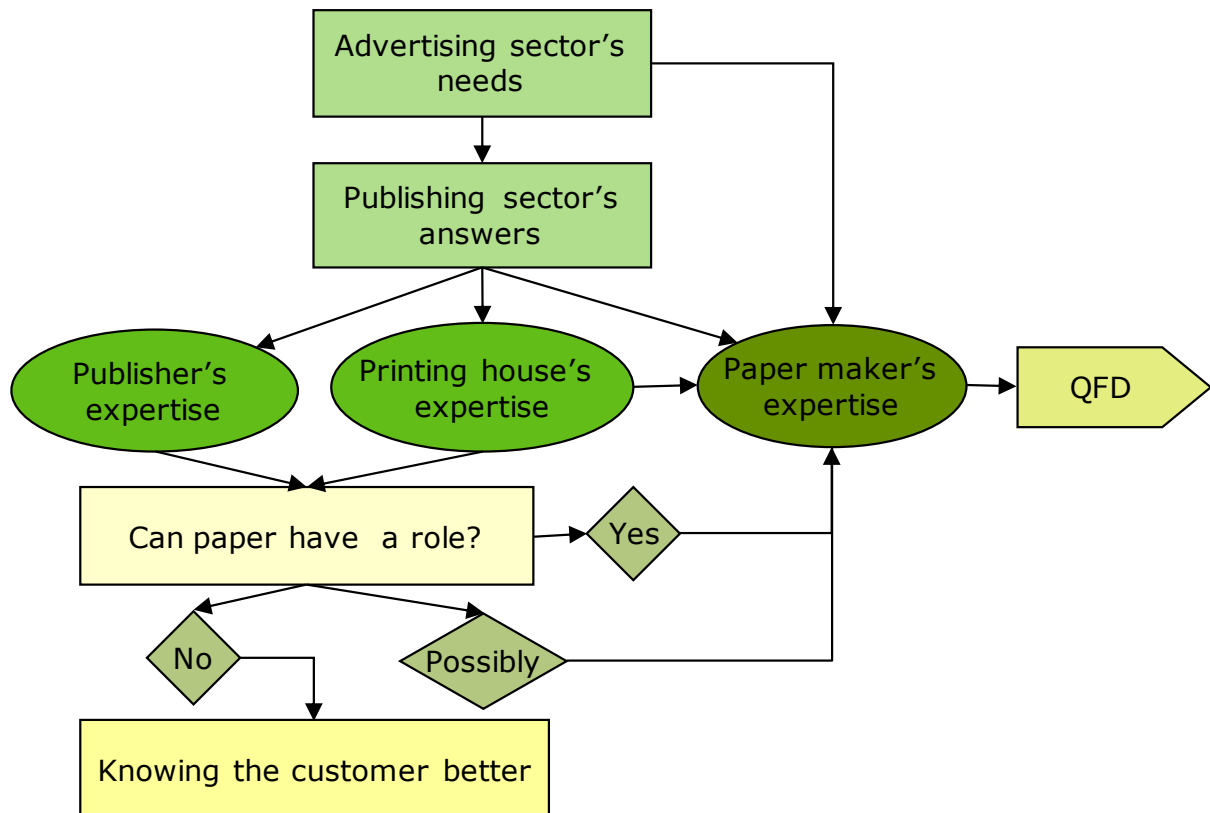 Advertising sector's
needs
Publishing sector's
answers
Publisher's
expertise
Printing house's
expertise
Paper maker's
expertise
QFD
Can paper have a role?
Yes
No
Possibly
Knowing the customer better